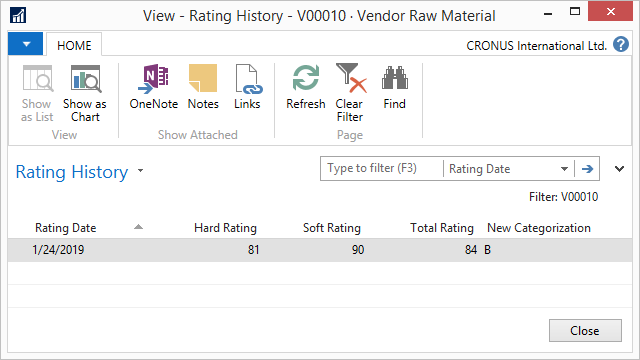 View - Rating History - V00010 · Vendor Raw Material
HOME
CRONUS International Ltd.
?
Show as List
Show as Chart
OneNote
Notes
Links
Refresh
Clear Filter
Find
View
Show Attached
Page
Rating History
Type to filter (F3)
Rating Date
Filter: V00010
Rating Date Hard Rating Soft Rating Total Rating New Categorization
1/24/2019 81 90 84 B
Close